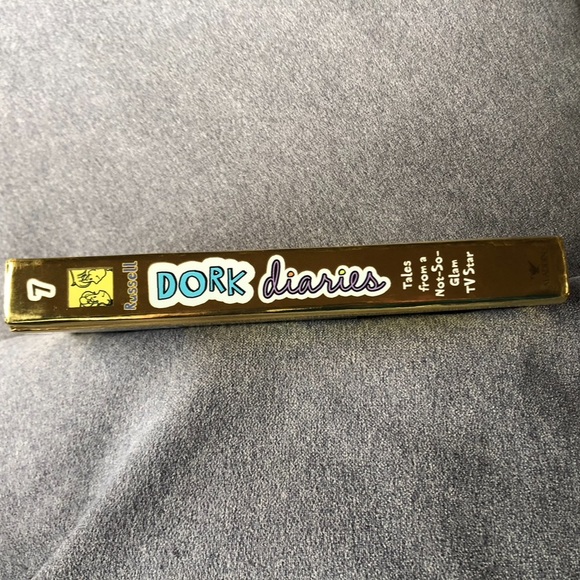 7
Russell
DORK diaries
Tales
from a
Not-So-
Glam
TV Star